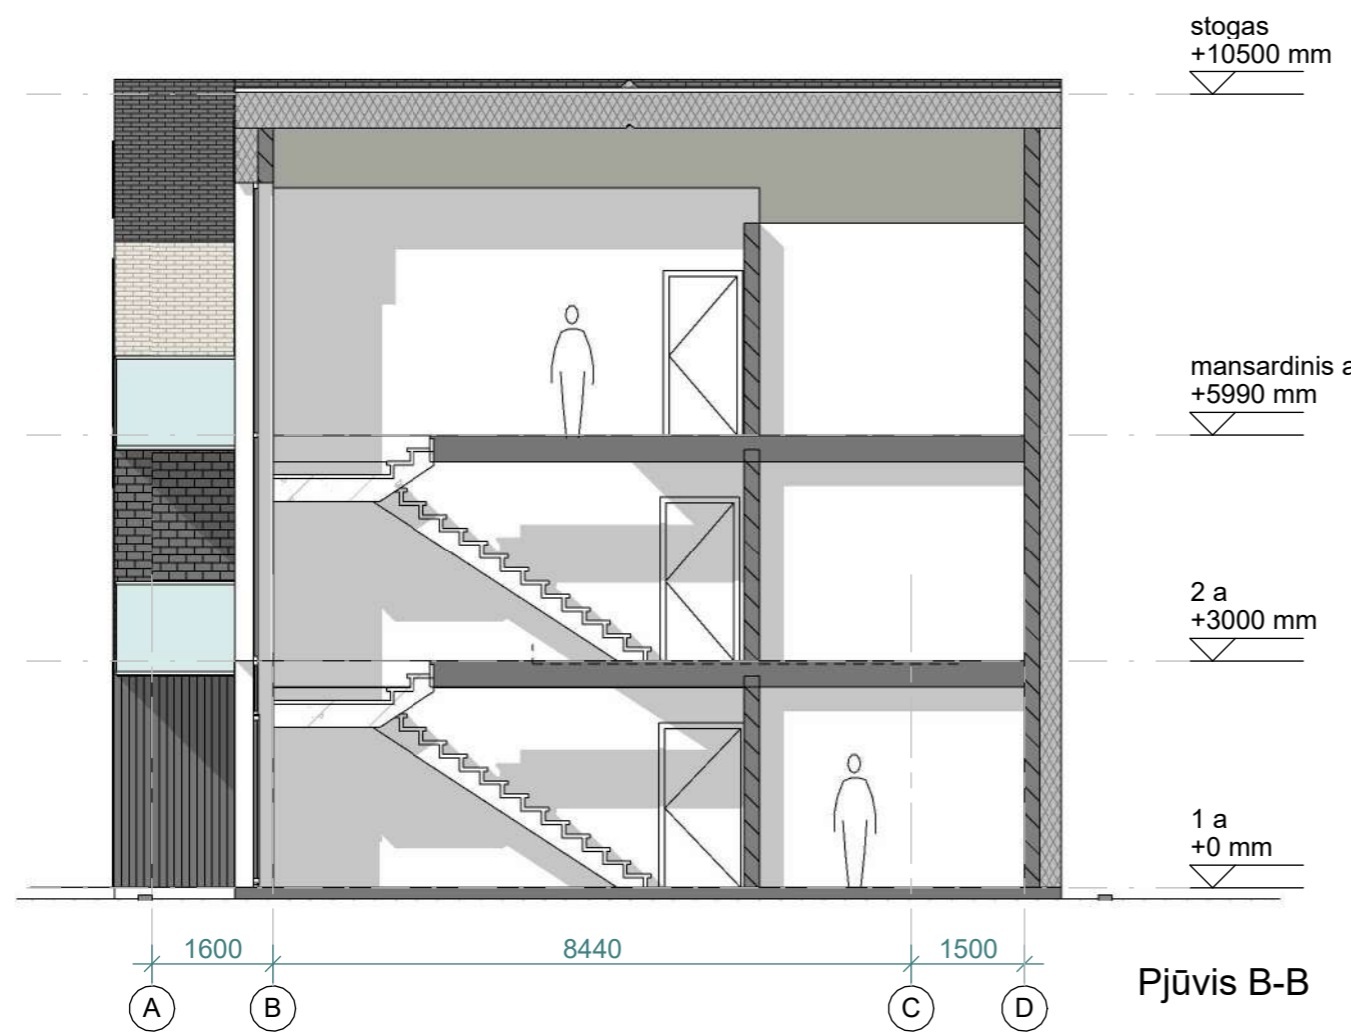 stogas
+10500 mm
mansardinis a
+5990 mm
2 a
+3000 mm
1 a
+0 mm
1600 8440 1500
A B C D
Pjūvis B-B